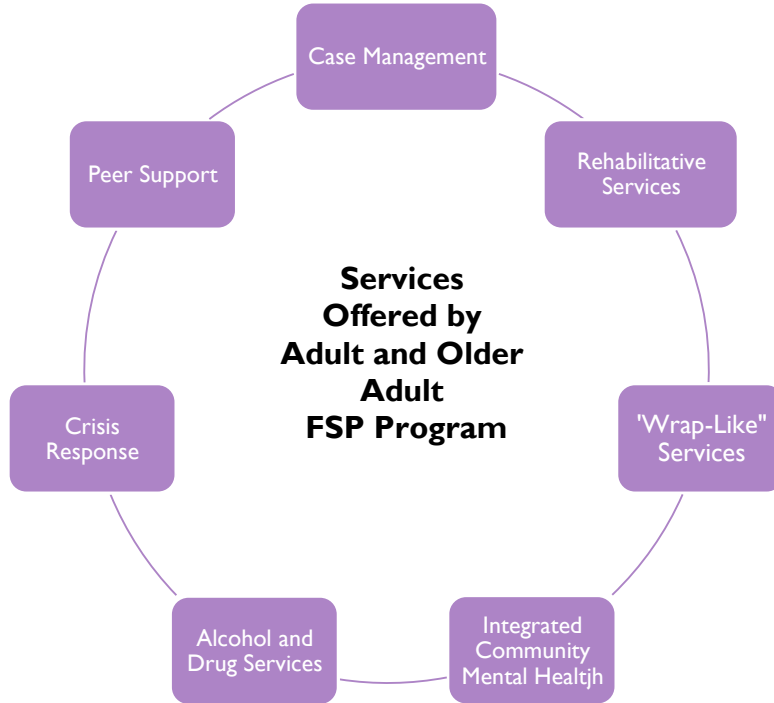 Case Management
Rehabilitative
Services
"Wrap-Like"
Services
Integrated
Community
Mental Healtjh
Alcohol and
Drug Services
Crisis
Response
Peer Support
Services
Offered by
Adult and Older
Adult
FSP Program